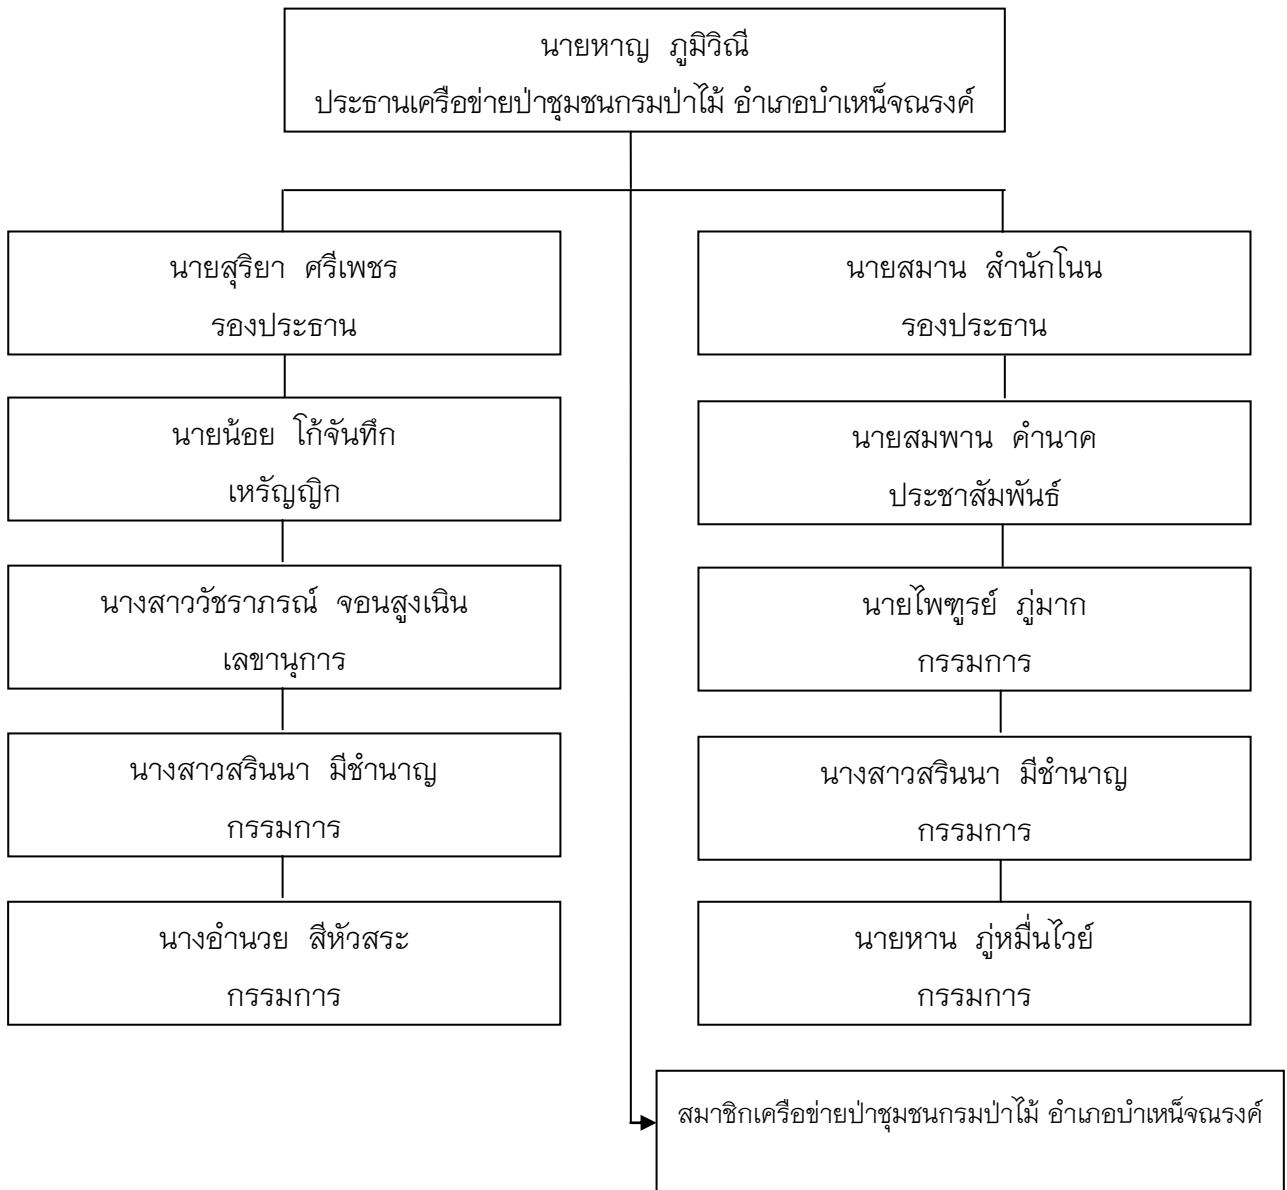 นายหาญ ภูมิวิณี
ประธานเครือข่ายป่าชุมชนกรมป่าไม้ อำเภอบำเหน็จณรงค์
นายสุริยา ศรีเพชร
รองประธาน
นายน้อย โก้จันทึก
เหรัญญิก
นางสาววัชราภรณ์ จอนสูงเนิน
เลขานุการ
นางสาวสรินนา มีชำนาญ
กรรมการ
นางอำนวย สีหัวสระ
กรรมการ
นายสมาน สำนักโนน
รองประธาน
นายสมพาน คำนาค
ประชาสัมพันธ์
นายไพฑูรย์ ภู่มาก
กรรมการ
นางสาวสรินนา มีชำนาญ
กรรมการ
นายหาน ภู่หมื่นไวย์
กรรมการ
สมาชิกเครือข่ายป่าชุมชนกรมป่าไม้ อำเภอบำเหน็จณรงค์